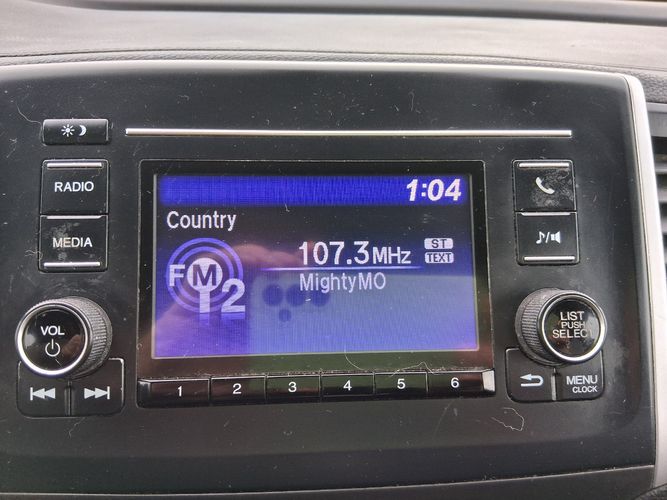 RADIO
MEDIA
VOL
1:04
Country
107.3MHz
ST
TEXT
MightyMO
FM
2
1 2 3 4 5 6
LIST
PUSH
SELECT
MENU
CLOCK